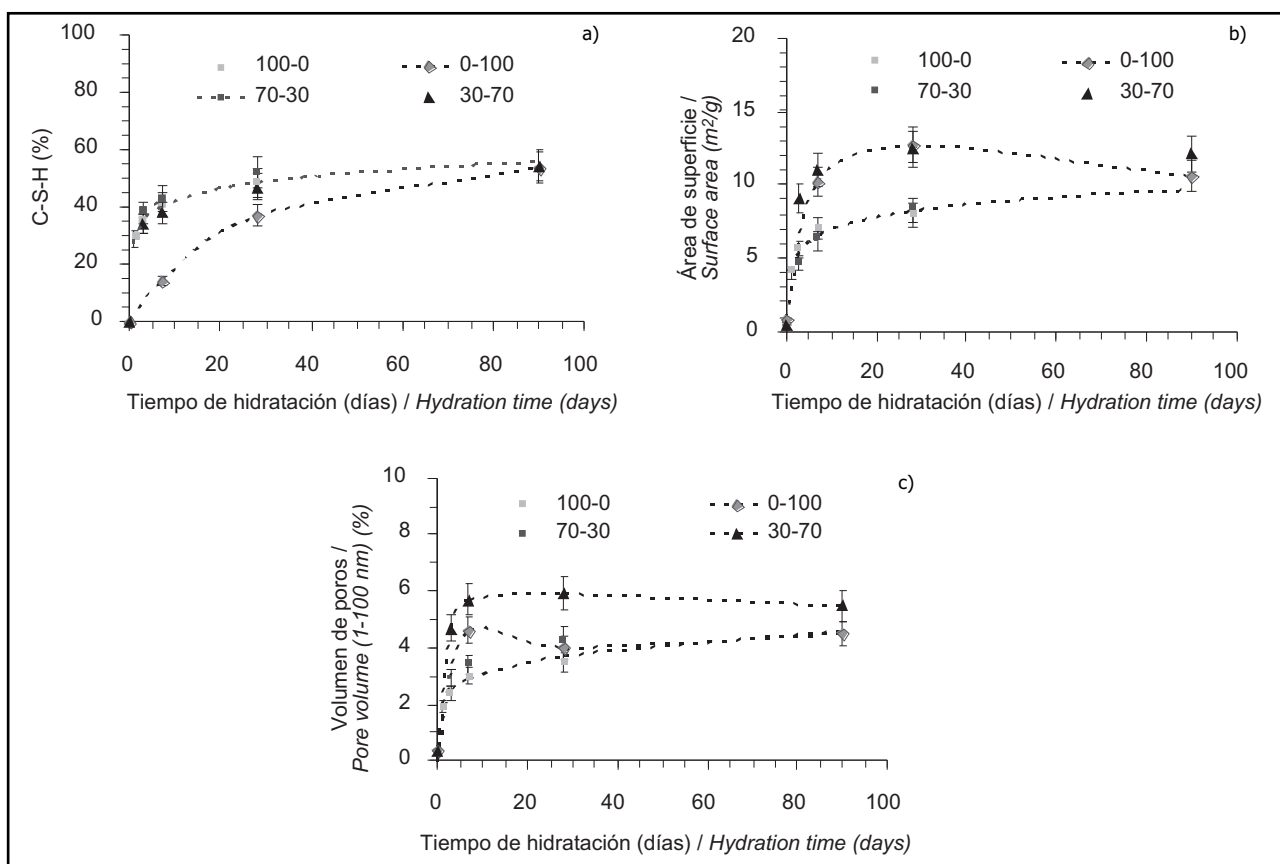 a)
100-0
0-100
70-30
30-70
C-S-H (%)
100
80
60
40
20
0
0 20 40 60 80 100
Tiempo de hidratación (días) / Hydration time (days)
b)
100-0
0-100
70-30
30-70
Área de superficie /
Surface area (m²/g)
20
15
10
5
0
0 20 40 60 80 100
Tiempo de hidratación (días) / Hydration time (days)
c)
100-0
0-100
70-30
30-70
Volumen de poros /
Pore volume (1-100 nm) (%)
10
8
6
4
2
0
0 20 40 60 80 100
Tiempo de hidratación (días) / Hydration time (days)